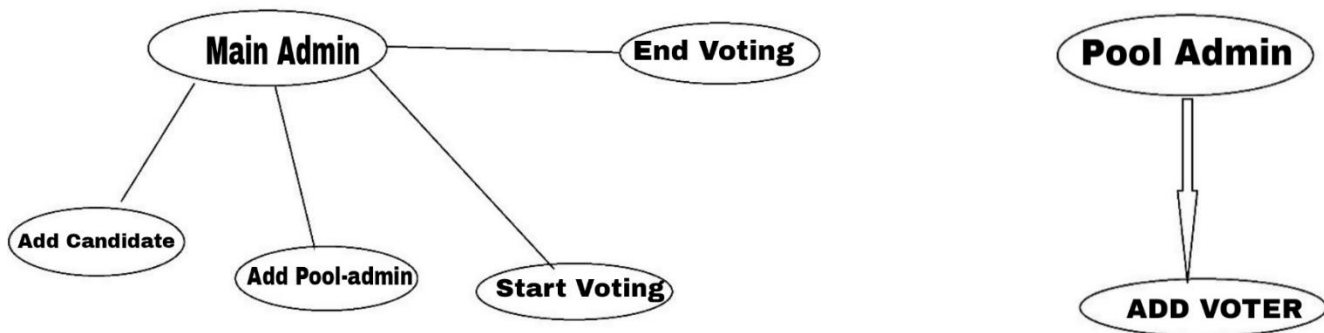 Main Admin
End Voting
Pool Admin
Add Candidate
Add Pool-admin
Start Voting
ADD VOTER